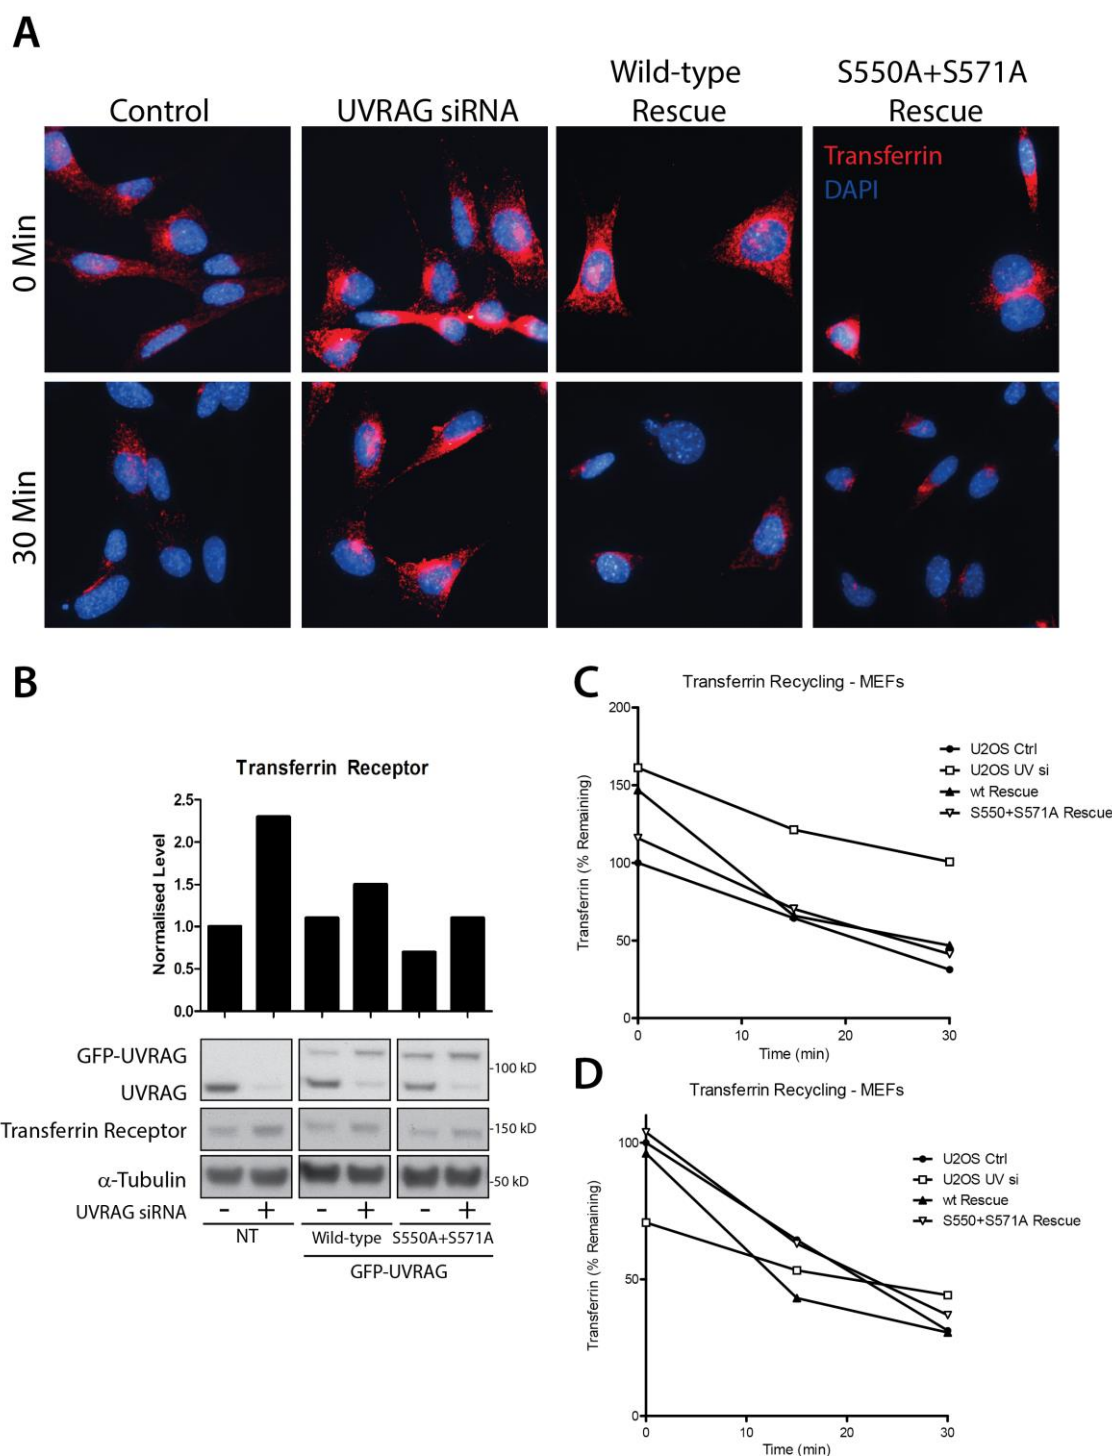 A
Control
UVRAG siRNA
Wild-type
Rescue
S550A+S571A
Rescue
Transferrin
DAPI
0 Min
30 Min
B
Transferrin Receptor
Normalised Level
2.5
2.0
1.5
1.0
0.5
0.0
GFP-UVRAG
-100 kD
UVRAG
Transferrin Receptor
-150 kD
α-Tubulin
-50 kD
UVRAG siRNA
- + - + - +
NT
Wild-type
S550A+S571A
GFP-UVRAG
C
Transferrin Recycling - MEFs
Transferrin (% Remaining)
200
150
100
50
0
0 10 20 30
Time (min)
U2OS Ctrl
U2OS UV si
wt Rescue
S550+S571A Rescue
D
Transferrin Recycling - MEFs
Transferrin (% Remaining)
100
50
0
0 10 20 30
Time (min)
U2OS Ctrl
U2OS UV si
wt Rescue
S550+S571A Rescue